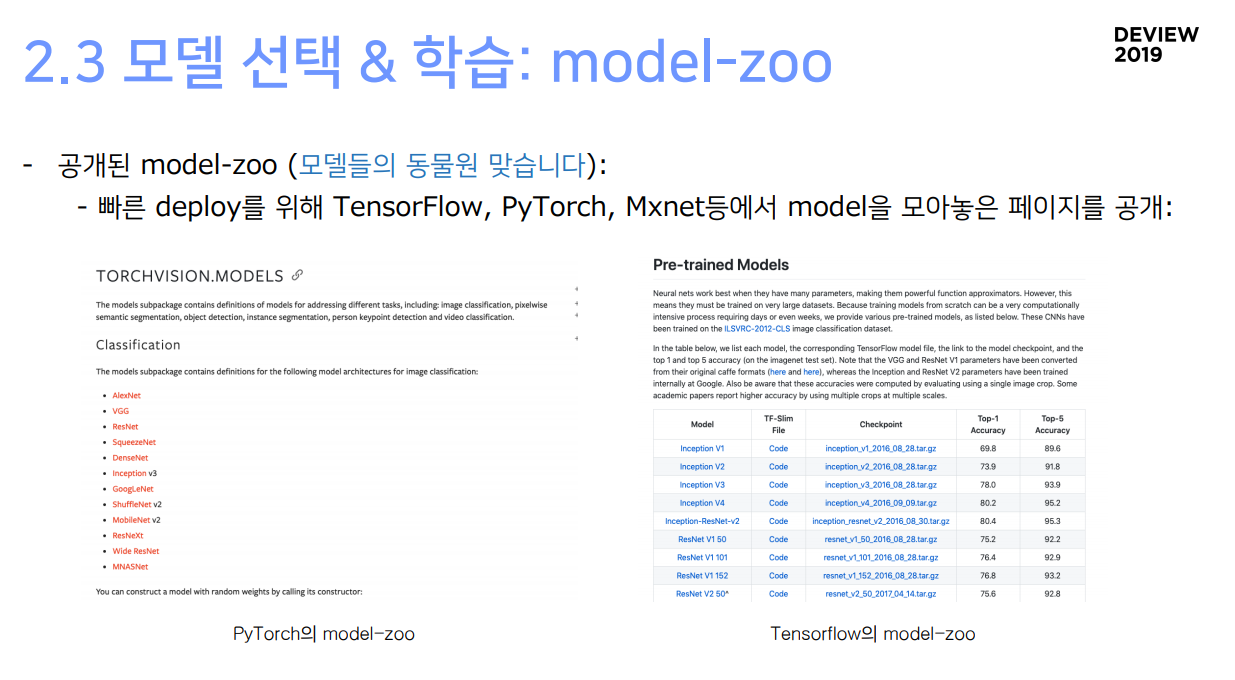 DEVIEW
2019
2.3 모델 선택 & 학습: model-zoo
- 공개된 model-zoo (모델들의 동물원 맞습니다):
- 빠른 deploy를 위해 TensorFlow, PyTorch, Mxnet등에서 model을 모아놓은 페이지를 공개:
TORCHVISION.MODELS
The models subpackage contains definitions of models for addressing different tasks, including: image classification, pixelwise
semantic segmentation, object detection, instance segmentation, person keypoint detection and video classification.
Classification
The models subpackage contains definitions for the following model architectures for image classification:
• AlexNet
• VGG
• ResNet
• SqueezeNet
• DenseNet
• Inception v3
• GoogLeNet
• ShuffleNet v2
• MobileNet v2
• ResNeXt
• Wide ResNet
• MNASNet
You can construct a model with random weights by calling its constructor:
PyTorch의 model-zoo
Pre-trained Models
Neural nets work best when they have many parameters, making them powerful function approximators. However, this
means they must be trained on very large datasets. Because training models from scratch can be a very computationally
intensive process requiring days or even weeks, we provide various pre-trained models, as listed below. These CNNs have
been trained on the ILSVRC-2012-CLS image classification dataset.
In the table below, we list each model, the corresponding TensorFlow model file, the link to the model checkpoint, and the
top 1 and top 5 accuracy (on the imagenet test set). Note that the VGG and ResNet V1 parameters have been converted
from their original caffe formats (here and here), whereas the Inception and ResNet V2 parameters have been trained
internally at Google. Also be aware that these accuracies were computed by evaluating using a single image crop. Some
academic papers report higher accuracy by using multiple crops at multiple scales.
Model TF-Slim File Checkpoint Top-1 Accuracy Top-5 Accuracy
Inception V1 Code inception_v1_2016_08_28.tar.gz 69.8 89.6
Inception V2 Code inception_v2_2016_08_28.tar.gz 73.9 91.8
Inception V3 Code inception_v3_2016_08_28.tar.gz 78.0 93.9
Inception V4 Code inception_v4_2016_09_09.tar.gz 80.2 95.2
Inception-ResNet-v2 Code inception_resnet_v2_2016_08_30.tar.gz 80.4 95.3
ResNet V1 50 Code resnet_v1_50_2016_08_28.tar.gz 75.2 92.2
ResNet V1 101 Code resnet_v1_101_2016_08_28.tar.gz 76.4 92.9
ResNet V1 152 Code resnet_v1_152_2016_08_28.tar.gz 76.8 93.2
ResNet V2 50^ Code resnet_v2_50_2017_04_14.tar.gz 75.6 92.8
Tensorflow의 model-zoo